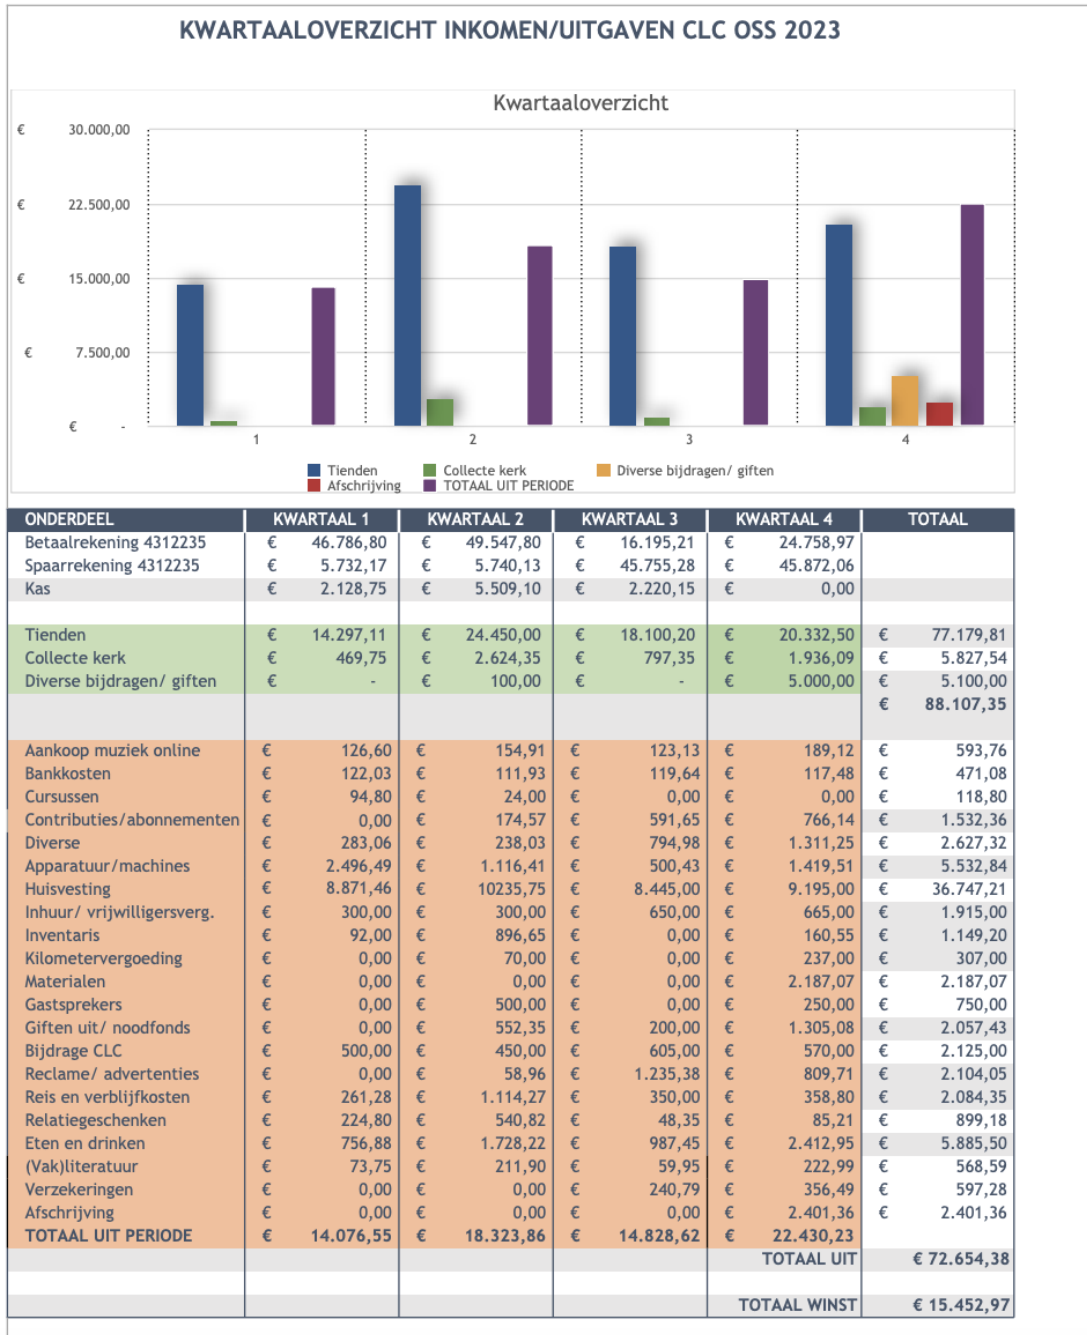 KWARTAALOVERZICHT INKOMEN/UITGAVEN CLC OSS 2023
Kwartaaloverzicht
€ 30.000,00
€ 22.500,00
€ 15.000,00
€ 7.500,00
€ -
1 2 3 4
Tienden Collecte kerk Diverse bijdragen/ giften
Afschrijving TOTAAL UIT PERIODE
ONDERDEEL KWARTAAL 1 KWARTAAL 2 KWARTAAL 3 KWARTAAL 4 TOTAAL
Betaalrekening 4312235 € 46.786,80 € 49.547,80 € 16.195,21 € 24.758,97
Spaarrekening 4312235 € 5.732,17 € 5.740,13 € 45.755,28 € 45.872,06
Kas € 2.128,75 € 5.509,10 € 2.220,15 € 0,00
Tienden € 14.297,11 € 24.450,00 € 18.100,20 € 20.332,50 € 77.179,81
Collecte kerk € 469,75 € 2.624,35 € 797,35 € 1.936,09 € 5.827,54
Diverse bijdragen/ giften € - € 100,00 € - € 5.000,00 € 5.100,00
€ 88.107,35
Aankoop muziek online € 126,60 € 154,91 € 123,13 € 189,12 € 593,76
Bankkosten € 122,03 € 111,93 € 119,64 € 117,48 € 471,08
Cursussen € 94,80 € 24,00 € 0,00 € 0,00 € 118,80
Contributies/abonnementen € 0,00 € 174,57 € 591,65 € 766,14 € 1.532,36
Diverse € 283,06 € 238,03 € 794,98 € 1.311,25 € 2.627,32
Apparatuur/machines € 2.496,49 € 1.116,41 € 500,43 € 1.419,51 € 5.532,84
Huisvesting € 8.871,46 € 10235,75 € 8.445,00 € 9.195,00 € 36.747,21
Inhuur/ vrijwilligersverg. € 300,00 € 300,00 € 650,00 € 665,00 € 1.915,00
Inventaris € 92,00 € 896,65 € 0,00 € 160,55 € 1.149,20
Kilometervergoeding € 0,00 € 70,00 € 0,00 € 237,00 € 307,00
Materialen € 0,00 € 0,00 € 0,00 € 2.187,07 € 2.187,07
Gastsprekers € 0,00 € 500,00 € 0,00 € 250,00 € 750,00
Giften uit/ noodfonds € 0,00 € 552,35 € 200,00 € 1.305,08 € 2.057,43
Bijdrage CLC € 500,00 € 450,00 € 605,00 € 570,00 € 2.125,00
Reclame/ advertenties € 0,00 € 58,96 € 1.235,38 € 809,71 € 2.104,05
Reis en verblijfkosten € 261,28 € 1.114,27 € 350,00 € 358,80 € 2.084,35
Relatiegeschenken € 224,80 € 540,82 € 48,35 € 85,21 € 899,18
Eten en drinken € 756,88 € 1.728,22 € 987,45 € 2.412,95 € 5.885,50
(Vak)literatuur € 73,75 € 211,90 € 59,95 € 222,99 € 568,59
Verzekeringen € 0,00 € 0,00 € 240,79 € 356,49 € 597,28
Afschrijving € 0,00 € 0,00 € 0,00 € 2.401,36 € 2.401,36
TOTAAL UIT PERIODE € 14.076,55 € 18.323,86 € 14.828,62 € 22.430,23
TOTAAL UIT € 72.654,38
TOTAAL WINST € 15.452,97